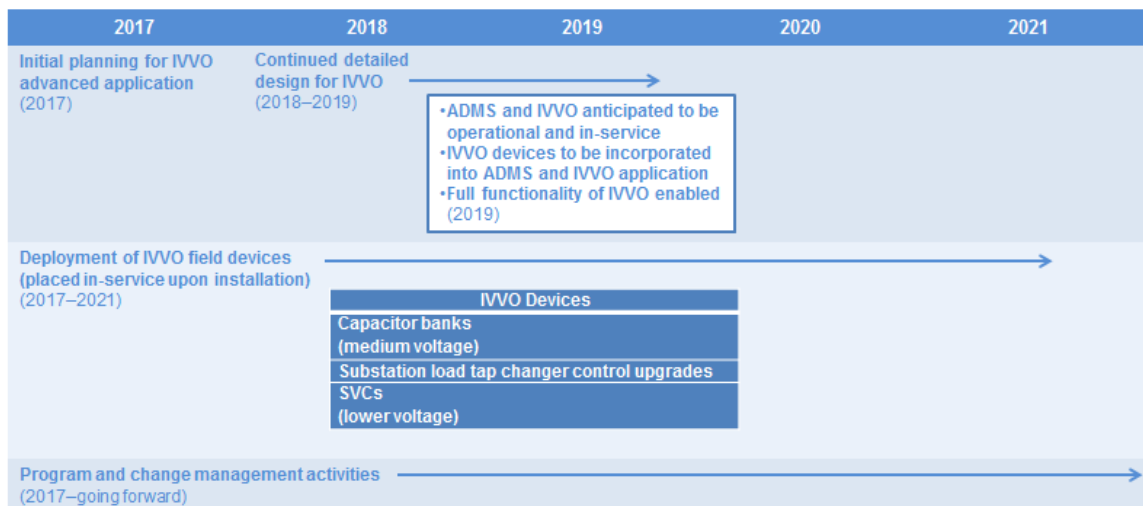 2017 2018 2019 2020 2021
Initial planning for IVVO
advanced application
(2017)
Continued detailed
design for IVVO
(2018–2019)
•ADMS and IVVO anticipated to be
operational and in-service
•IVVO devices to be incorporated
into ADMS and IVVO application
•Full functionality of IVVO enabled
(2019)
Deployment of IVVO field devices
(placed in-service upon installation)
(2017–2021)
IVVO Devices
Capacitor banks
(medium voltage)
Substation load tap changer control upgrades
SVCs
(lower voltage)
Program and change management activities
(2017–going forward)